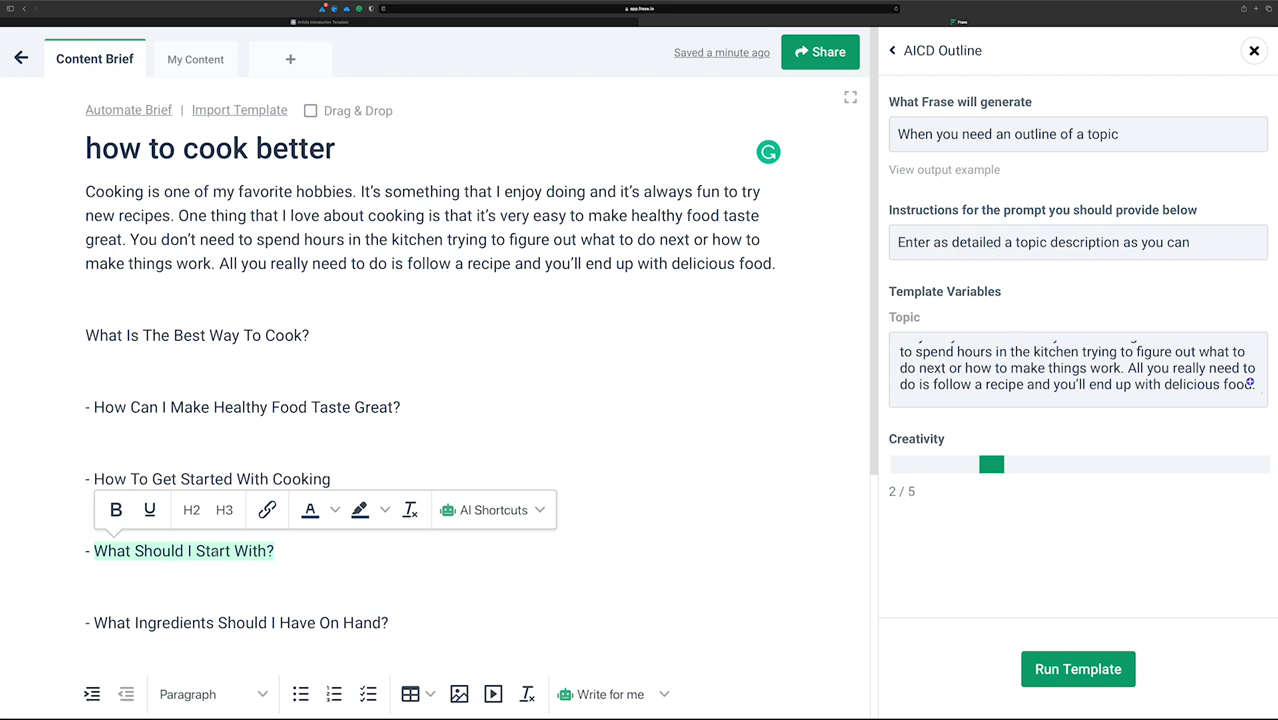 app.frase.io
Article Introduction Template
Frase
Content Brief
My Content
+
Saved a minute ago
Share
Automate Brief | Import Template
Drag & Drop
how to cook better
Cooking is one of my favorite hobbies. It’s something that I enjoy doing and it’s always fun to try
new recipes. One thing that I love about cooking is that it’s very easy to make healthy food taste
great. You don’t need to spend hours in the kitchen trying to figure out what to do next or how to
make things work. All you really need to do is follow a recipe and you’ll end up with delicious food.
What Is The Best Way To Cook?
- How Can I Make Healthy Food Taste Great?
- How To Get Started With Cooking
B U H2 H3 A AI Shortcuts
- What Should I Start With?
- What Ingredients Should I Have On Hand?
Paragraph
Write for me
AICD Outline
What Frase will generate
When you need an outline of a topic
View output example
Instructions for the prompt you should provide below
Enter as detailed a topic description as you can
Template Variables
Topic
to spend hours in the kitchen trying to figure out what to
do next or how to make things work. All you really need to
do is follow a recipe and you’ll end up with delicious food.
Creativity
2 / 5
Run Template